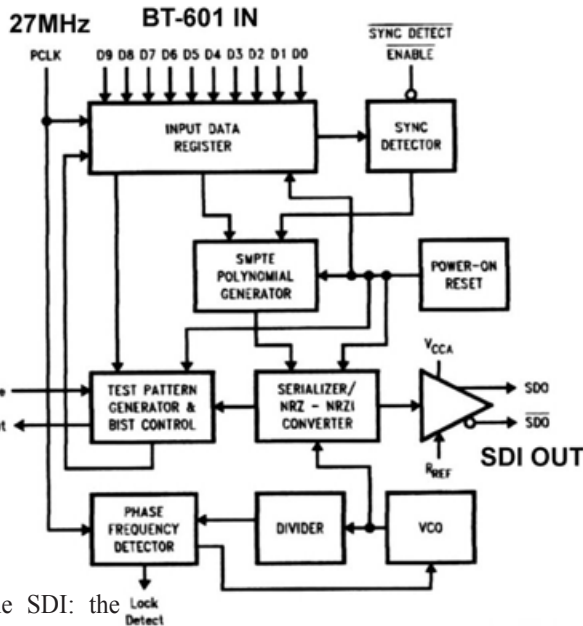 27MHz
BT-601 IN
PCLK
D9 D8 D7 D6 D5 D4 D3 D2 D1 D0
SYNC DETECT
ENABLE
INPUT DATA
REGISTER
SYNC
DETECTOR
SMPTE
POLYNOMIAL
GENERATOR
POWER-ON
RESET
VCCA
TEST PATTERN
GENERATOR &
BIST CONTROL
SERIALIZER/
NRZ - NRZI
CONVERTER
SDO
SDO
SDI OUT
RREF
PHASE
FREQUENCY
DETECTOR
DIVIDER
VCO
SDI: the
Lock
Detect